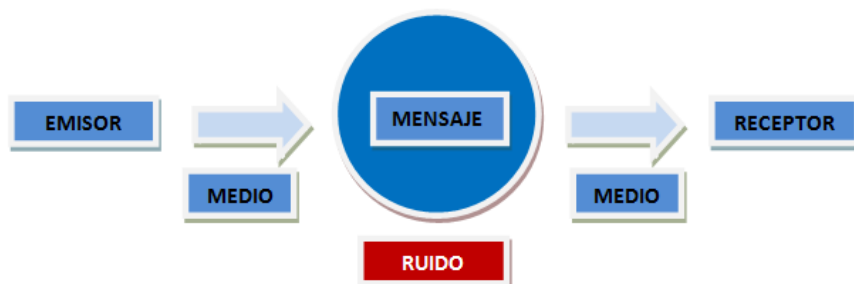 EMISOR
MENSAJE
RECEPTOR
MEDIO
MEDIO
RUIDO